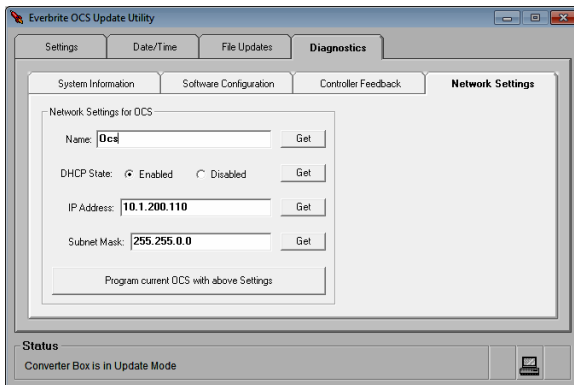 Everbrite OCS Update Utility
Settings Date/Time File Updates Diagnostics
System Information Software Configuration Controller Feedback Network Settings
Network Settings for OCS
Name: Ocs Get
DHCP State: Enabled Disabled Get
IP Address: 10.1.200.110 Get
Subnet Mask: 255.255.0.0 Get
Program current OCS with above Settings
Status
Converter Box is in Update Mode